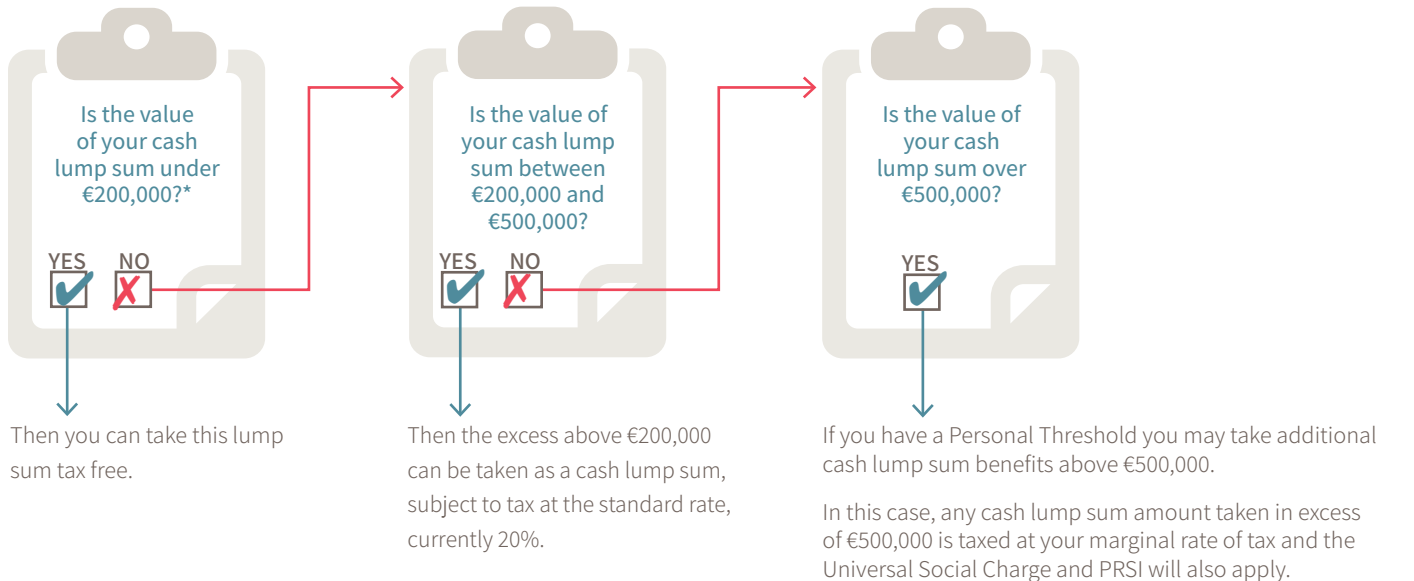 Is the value
of your cash
lump sum under
€200,000?*
YES NO
Then you can take this lump
sum tax free.
Is the value of
your cash lump
sum between
€200,000 and
€500,000?
YES NO
Then the excess above €200,000
can be taken as a cash lump sum,
subject to tax at the standard rate,
currently 20%.
Is the value of
your cash
lump sum over
€500,000?
YES
If you have a Personal Threshold you may take additional
cash lump sum benefits above €500,000.
In this case, any cash lump sum amount taken in excess
of €500,000 is taxed at your marginal rate of tax and the
Universal Social Charge and PRSI will also apply.